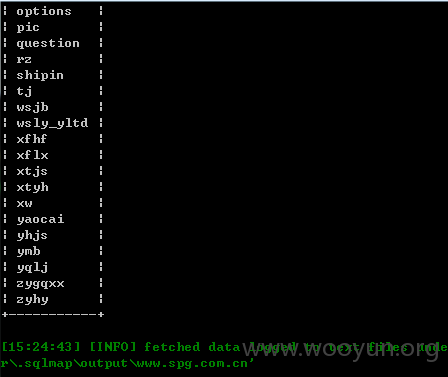 ¦ options ¦
¦ pic ¦
¦ question ¦
¦ rz ¦
¦ shipin ¦
¦ tj ¦
¦ wsjb ¦
¦ wsly_yltd ¦
¦ xfhf ¦
¦ xflx ¦
¦ xtjs ¦
¦ xtyh ¦
¦ xw ¦
¦ yaocai ¦
¦ yhjs ¦
¦ ymb ¦
¦ yqlj ¦
¦ zygqxx ¦
¦ zyhy ¦
+-----------+
[15:24:43] [INFO] fetched data logged to text files unde
r\.sqlmap\output\www.spg.com.cn'
www.wooyun.org